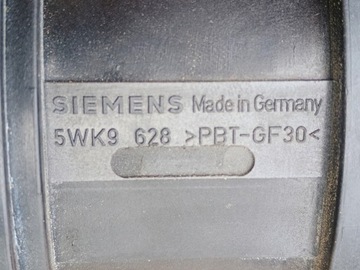 SIEMENS Made in Germany
5WK9 628 >PBT-GF30<